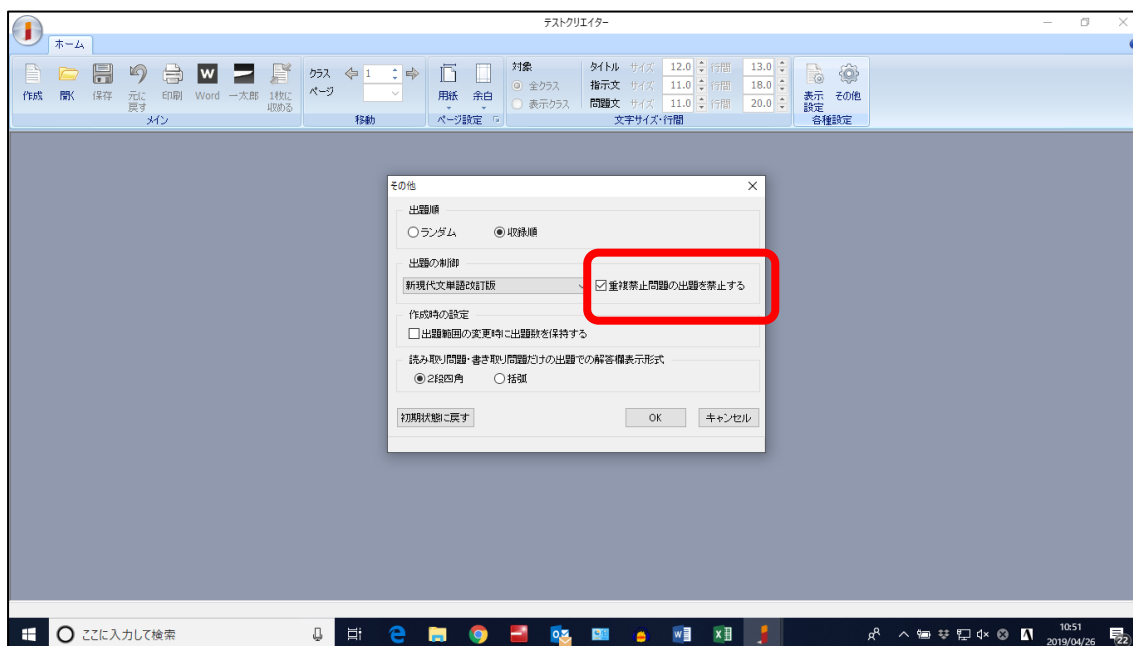 テストクリエイター
ホーム
作成 開く 保存 元に戻す 印刷 Word 一太郎 1枚に収める
メイン
クラス 1
ページ
移動
用紙 余白
ページ設定
対象
全クラス
表示クラス
タイトル サイズ 12.0 行間 13.0
指示文 サイズ 11.0 行間 18.0
問題文 サイズ 11.0 行間 20.0
文字サイズ・行間
表示設定 その他
各種設定
その他
出題順
ランダム 収録順
出題の制御
新現代文単語改訂版 重複禁止問題の出題を禁止する
作成時の設定
出題範囲の変更時に出題数を保持する
読み取り問題・書き取り問題だけの出題での解答欄表示形式
2段四角 括弧
初期状態に戻す OK キャンセル
ここに入力して検索
10:51
2019/04/26
22